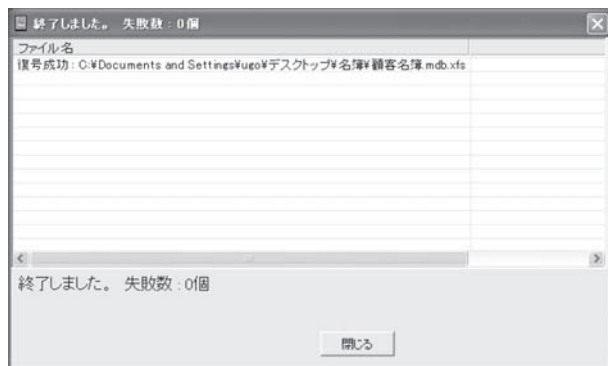 終了しました。 失敗数：0個
ファイル名
復号成功：C:¥Documents and Settings¥ugo¥デスクトップ¥名簿¥顧客名簿.mdb.xfs
終了しました。 失敗数：0個
閉じる